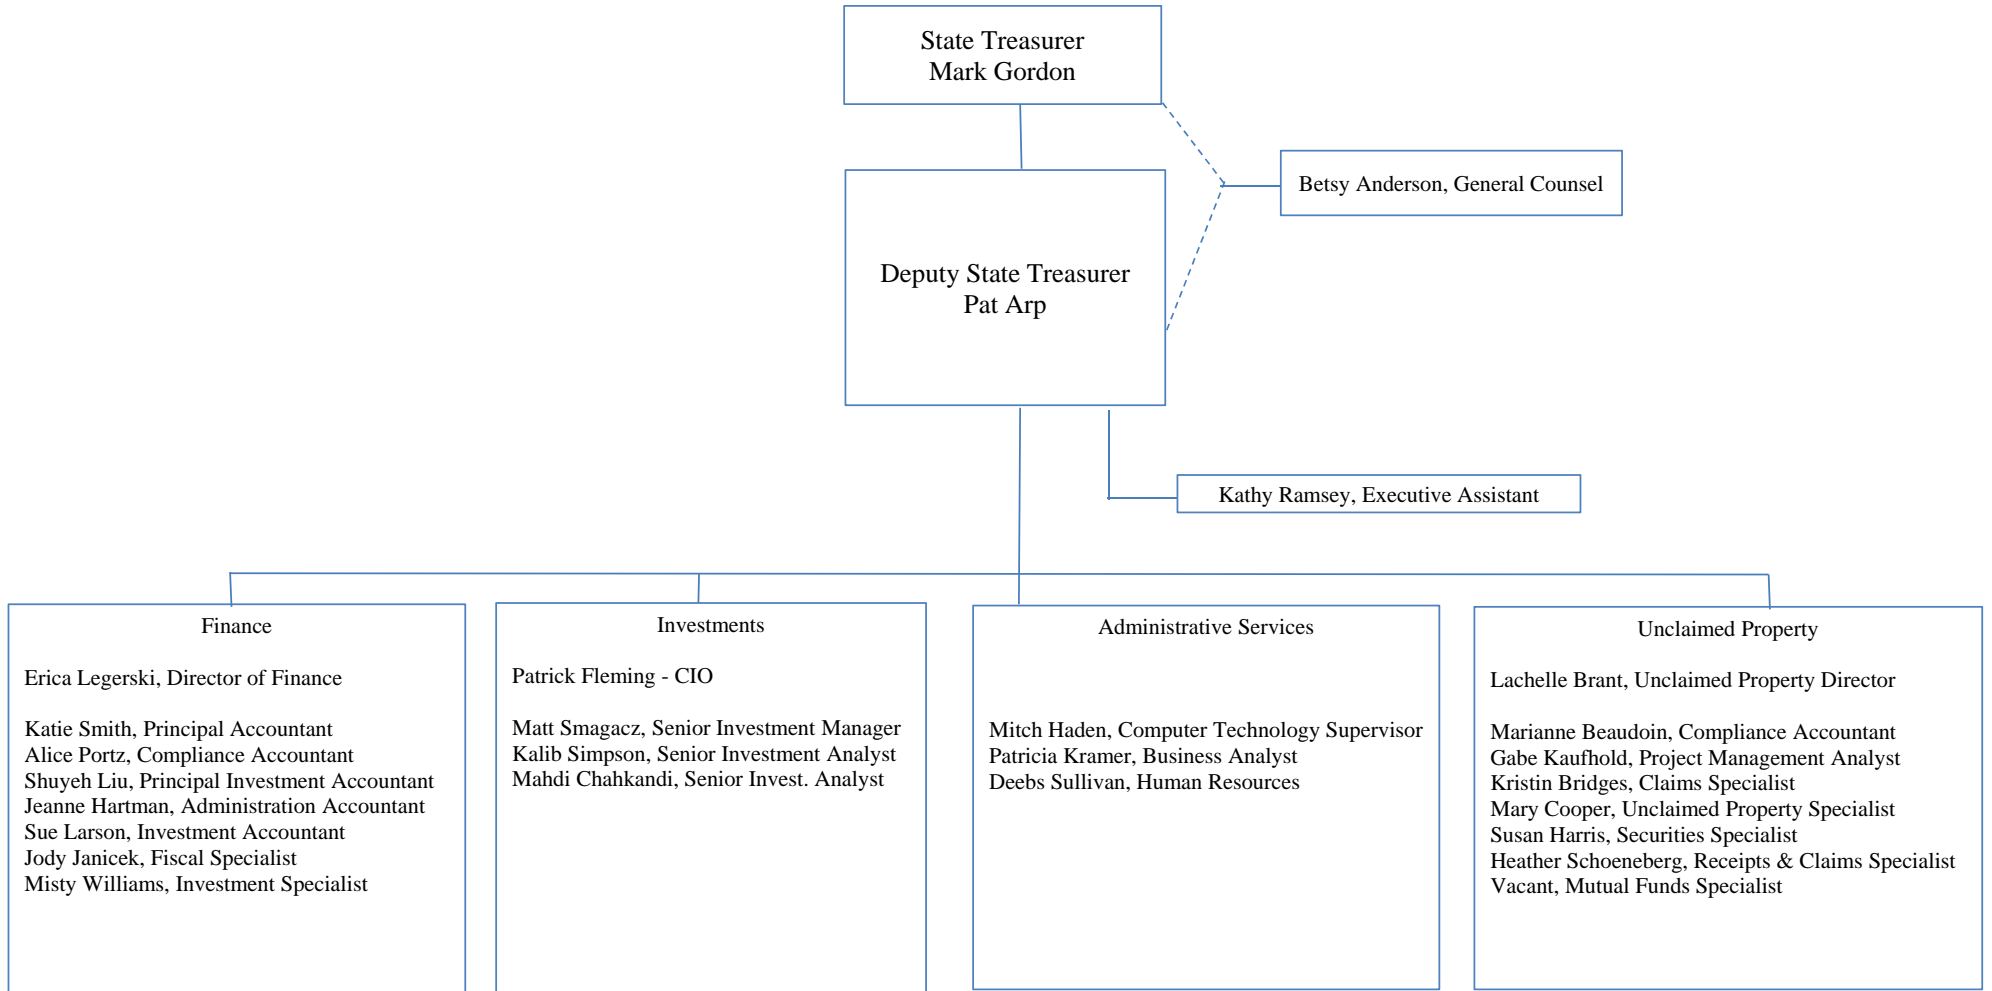 State Treasurer
Mark Gordon
Betsy Anderson, General Counsel
Deputy State Treasurer
Pat Arp
Kathy Ramsey, Executive Assistant
Finance
Erica Legerski, Director of Finance
Katie Smith, Principal Accountant
Alice Portz, Compliance Accountant
Shuyeh Liu, Principal Investment Accountant
Jeanne Hartman, Administration Accountant
Sue Larson, Investment Accountant
Jody Janicek, Fiscal Specialist
Misty Williams, Investment Specialist
Investments
Patrick Fleming - CIO
Matt Smagacz, Senior Investment Manager
Kalib Simpson, Senior Investment Analyst
Mahdi Chahkandi, Senior Invest. Analyst
Administrative Services
Mitch Haden, Computer Technology Supervisor
Patricia Kramer, Business Analyst
Deebs Sullivan, Human Resources
Unclaimed Property
Lachelle Brant, Unclaimed Property Director
Marianne Beaudoin, Compliance Accountant
Gabe Kaufhold, Project Management Analyst
Kristin Bridges, Claims Specialist
Mary Cooper, Unclaimed Property Specialist
Susan Harris, Securities Specialist
Heather Schoeneberg, Receipts & Claims Specialist
Vacant, Mutual Funds Specialist